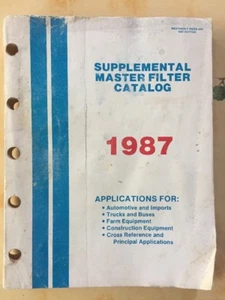 SUPPLEMENTAL
MASTER FILTER
CATALOG
1987
APPLICATIONS FOR:
• Automotive and Imports
• Trucks and Buses
• Farm Equipment
• Construction Equipment
• Cross Reference and
Principal Applications